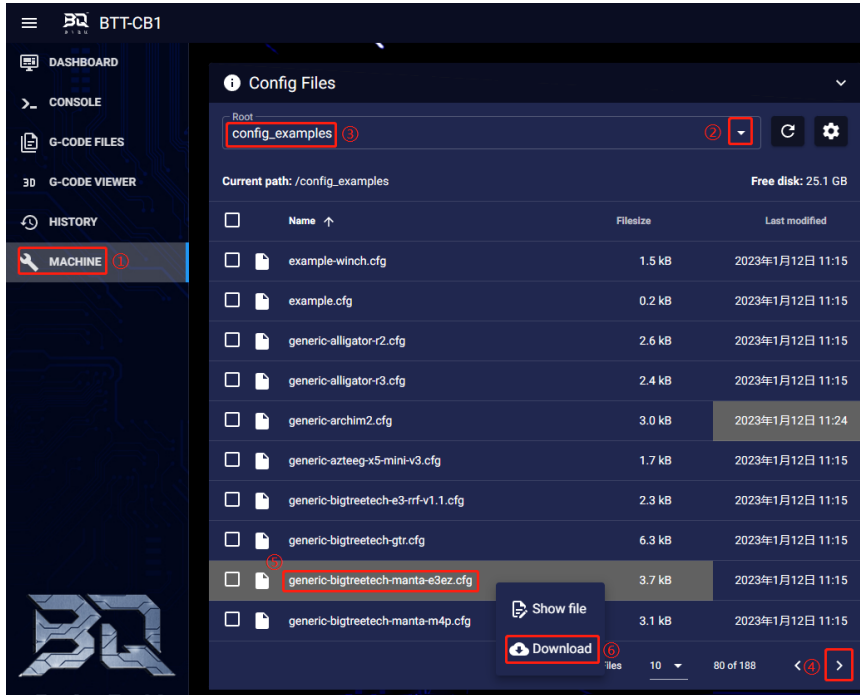 BQ BTT-CB1
BIQU
DASHBOARD
CONSOLE
G-CODE FILES
3D G-CODE VIEWER
HISTORY
MACHINE ①
Config Files
Root
config_examples ③
②
Current path: /config_examples Free disk: 25.1 GB
Name Filesize Last modified
example-winch.cfg 1.5 kB 2023年1月12日 11:15
example.cfg 0.2 kB 2023年1月12日 11:15
generic-alligator-r2.cfg 2.6 kB 2023年1月12日 11:15
generic-alligator-r3.cfg 2.4 kB 2023年1月12日 11:15
generic-archim2.cfg 3.0 kB 2023年1月12日 11:24
generic-azteeg-x5-mini-v3.cfg 1.7 kB 2023年1月12日 11:15
generic-bigtreetech-e3-rrf-v1.1.cfg 2.3 kB 2023年1月12日 11:15
generic-bigtreetech-gtr.cfg 6.3 kB 2023年1月12日 11:15
⑤
generic-bigtreetech-manta-e3ez.cfg 3.7 kB 2023年1月12日 11:15
generic-bigtreetech-manta-m4p.cfg 3.1 kB 2023年1月12日 11:15
Show file
Download ⑥
10 80 of 188 < ④ >
BQ